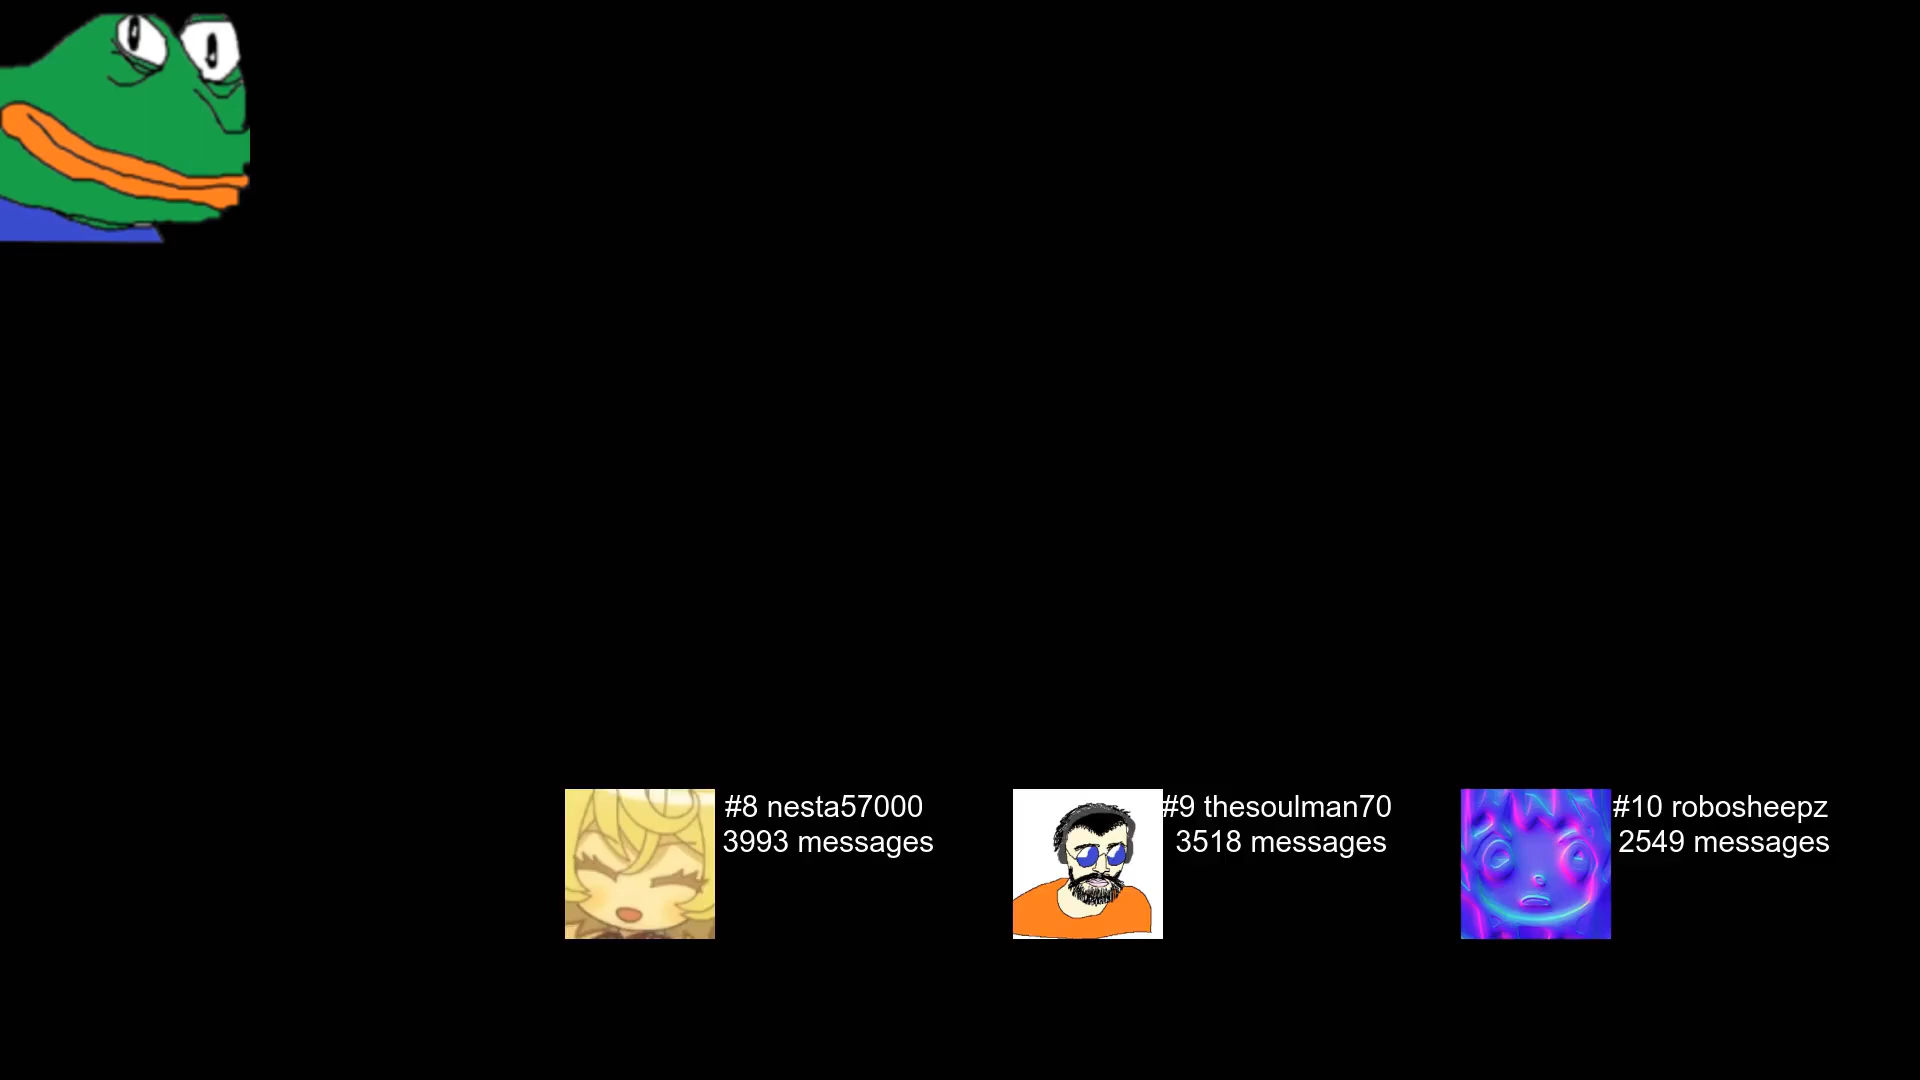 #8 nesta57000
3993 messages
#9 thesoulman70
3518 messages
#10 robosheepz
2549 messages